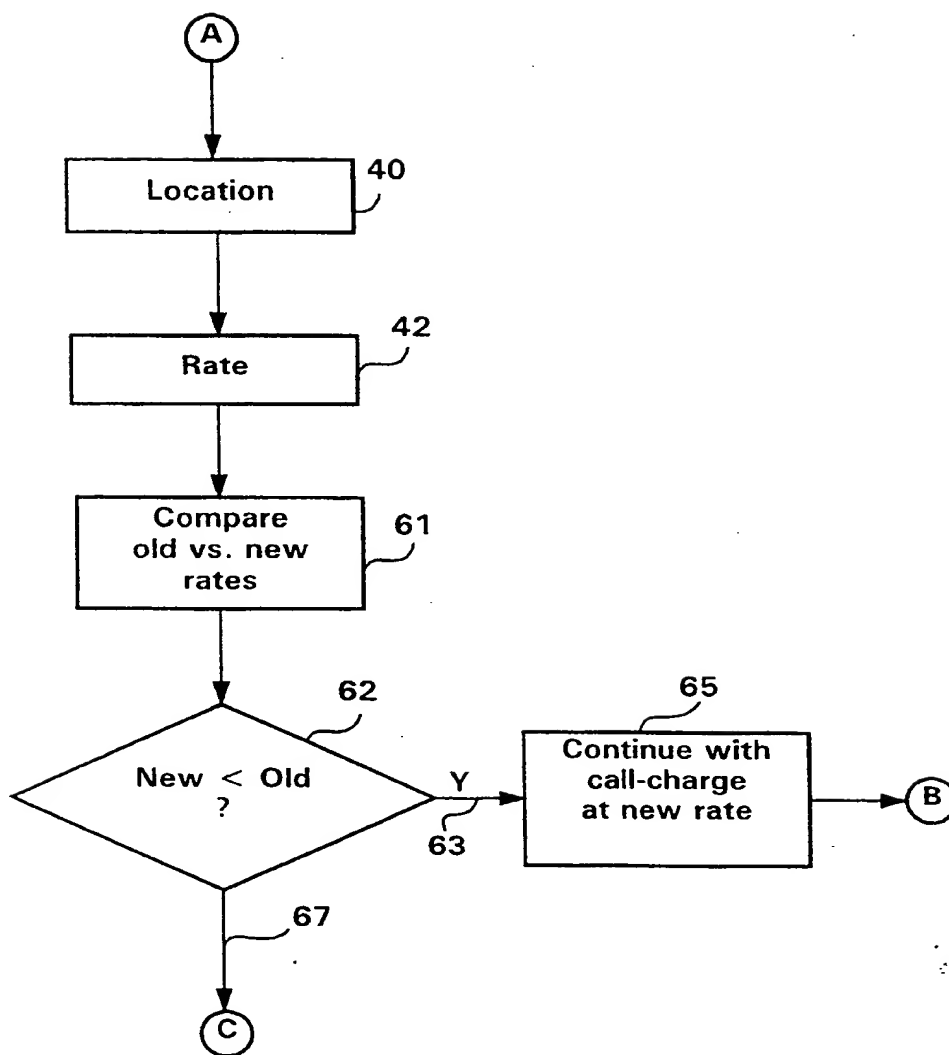 A
Location
40
Rate
42
Compare
old vs. new
rates
61
62
New < Old
?
Y
63
65
Continue with
call-charge
at new rate
B
67
C